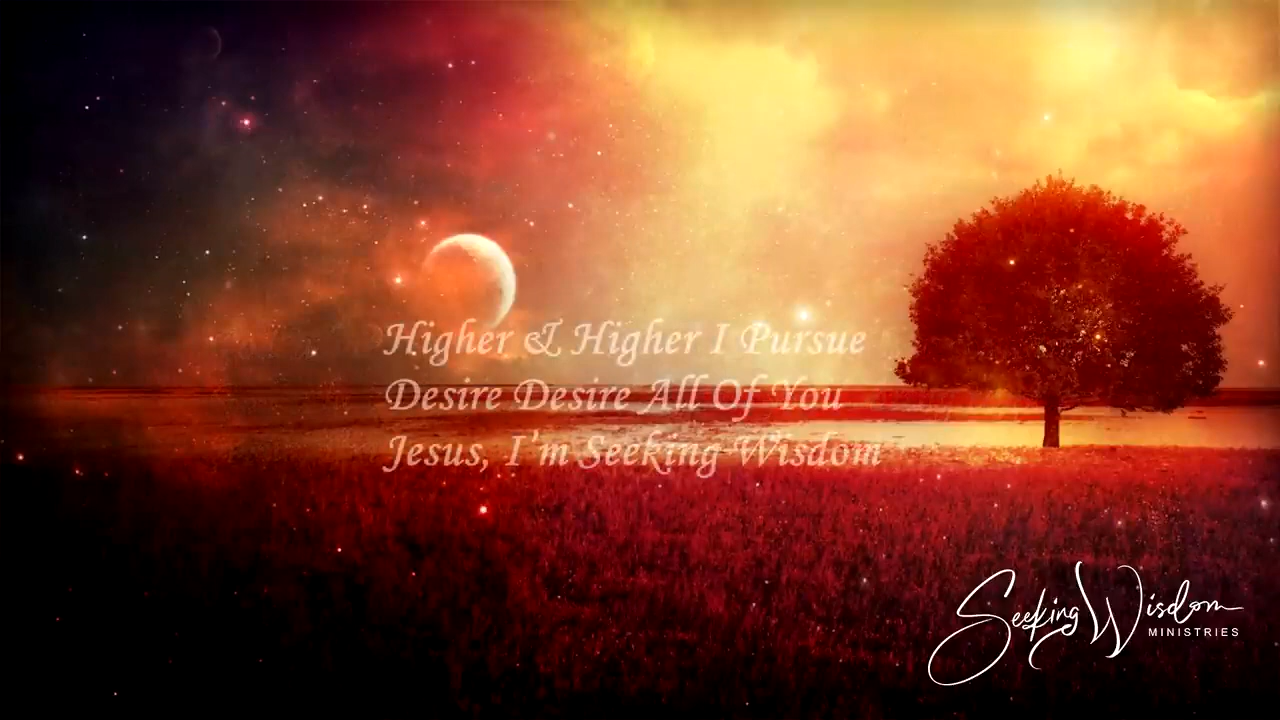 Higher & Higher I Pursue
Desire Desire All Of You
Jesus, I'm Seeking Wisdom
Seeking Wisdom
MINISTRIES